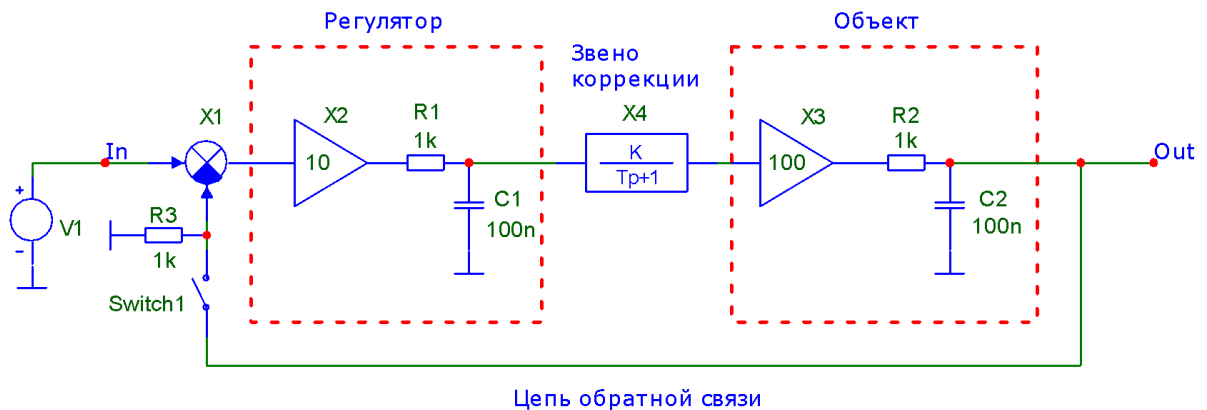 Регулятор
Объект
Звено
коррекции
X1
X2
R1
1k
X4
X3
R2
1k
In
10
K
Tp+1
100
Out
+
V1
-
R3
1k
C1
100n
C2
100n
Switch1
Цепь обратной связи